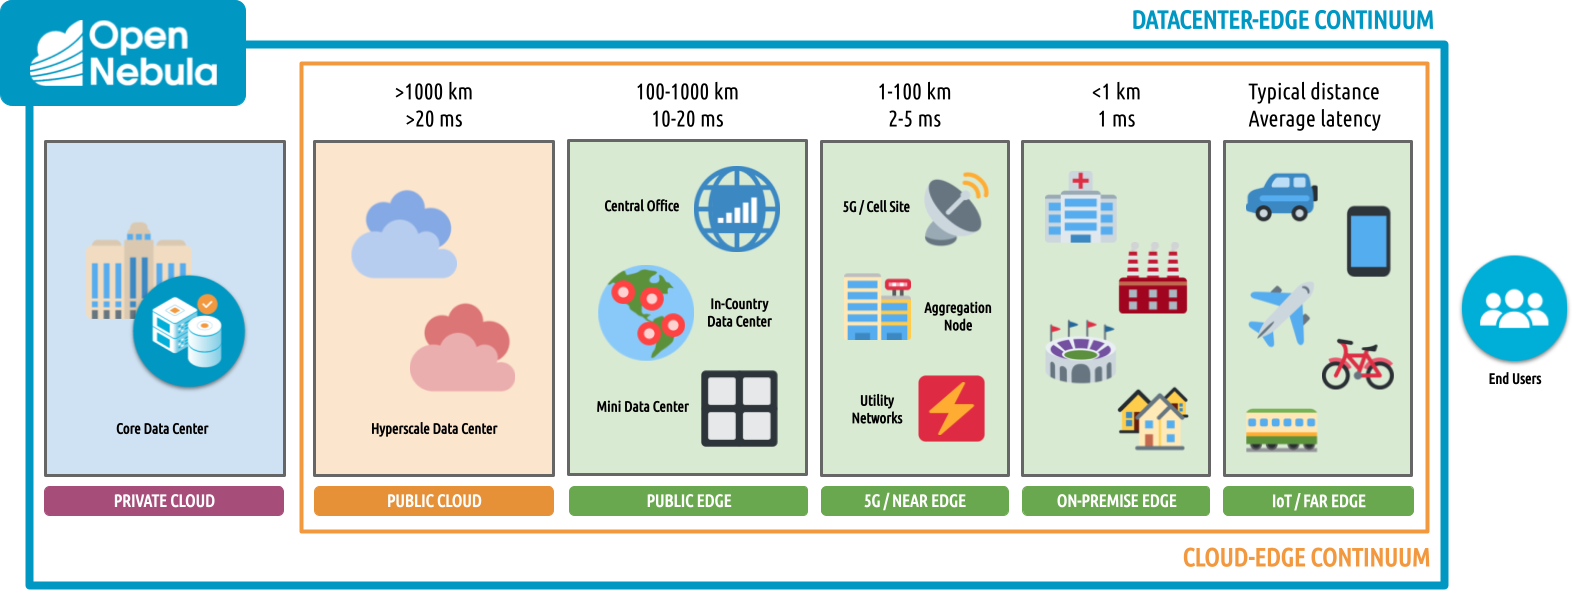 Open
Nebula
DATACENTER-EDGE CONTINUUM
>1000 km
>20 ms
100-1000 km
10-20 ms
1-100 km
2-5 ms
<1 km
1 ms
Typical distance
Average latency
Core Data Center
Hyperscale Data Center
Central Office
In-Country
Data Center
Mini Data Center
5G / Cell Site
Aggregation
Node
Utility
Networks
End Users
PRIVATE CLOUD
PUBLIC CLOUD
PUBLIC EDGE
5G / NEAR EDGE
ON-PREMISE EDGE
IoT / FAR EDGE
CLOUD-EDGE CONTINUUM